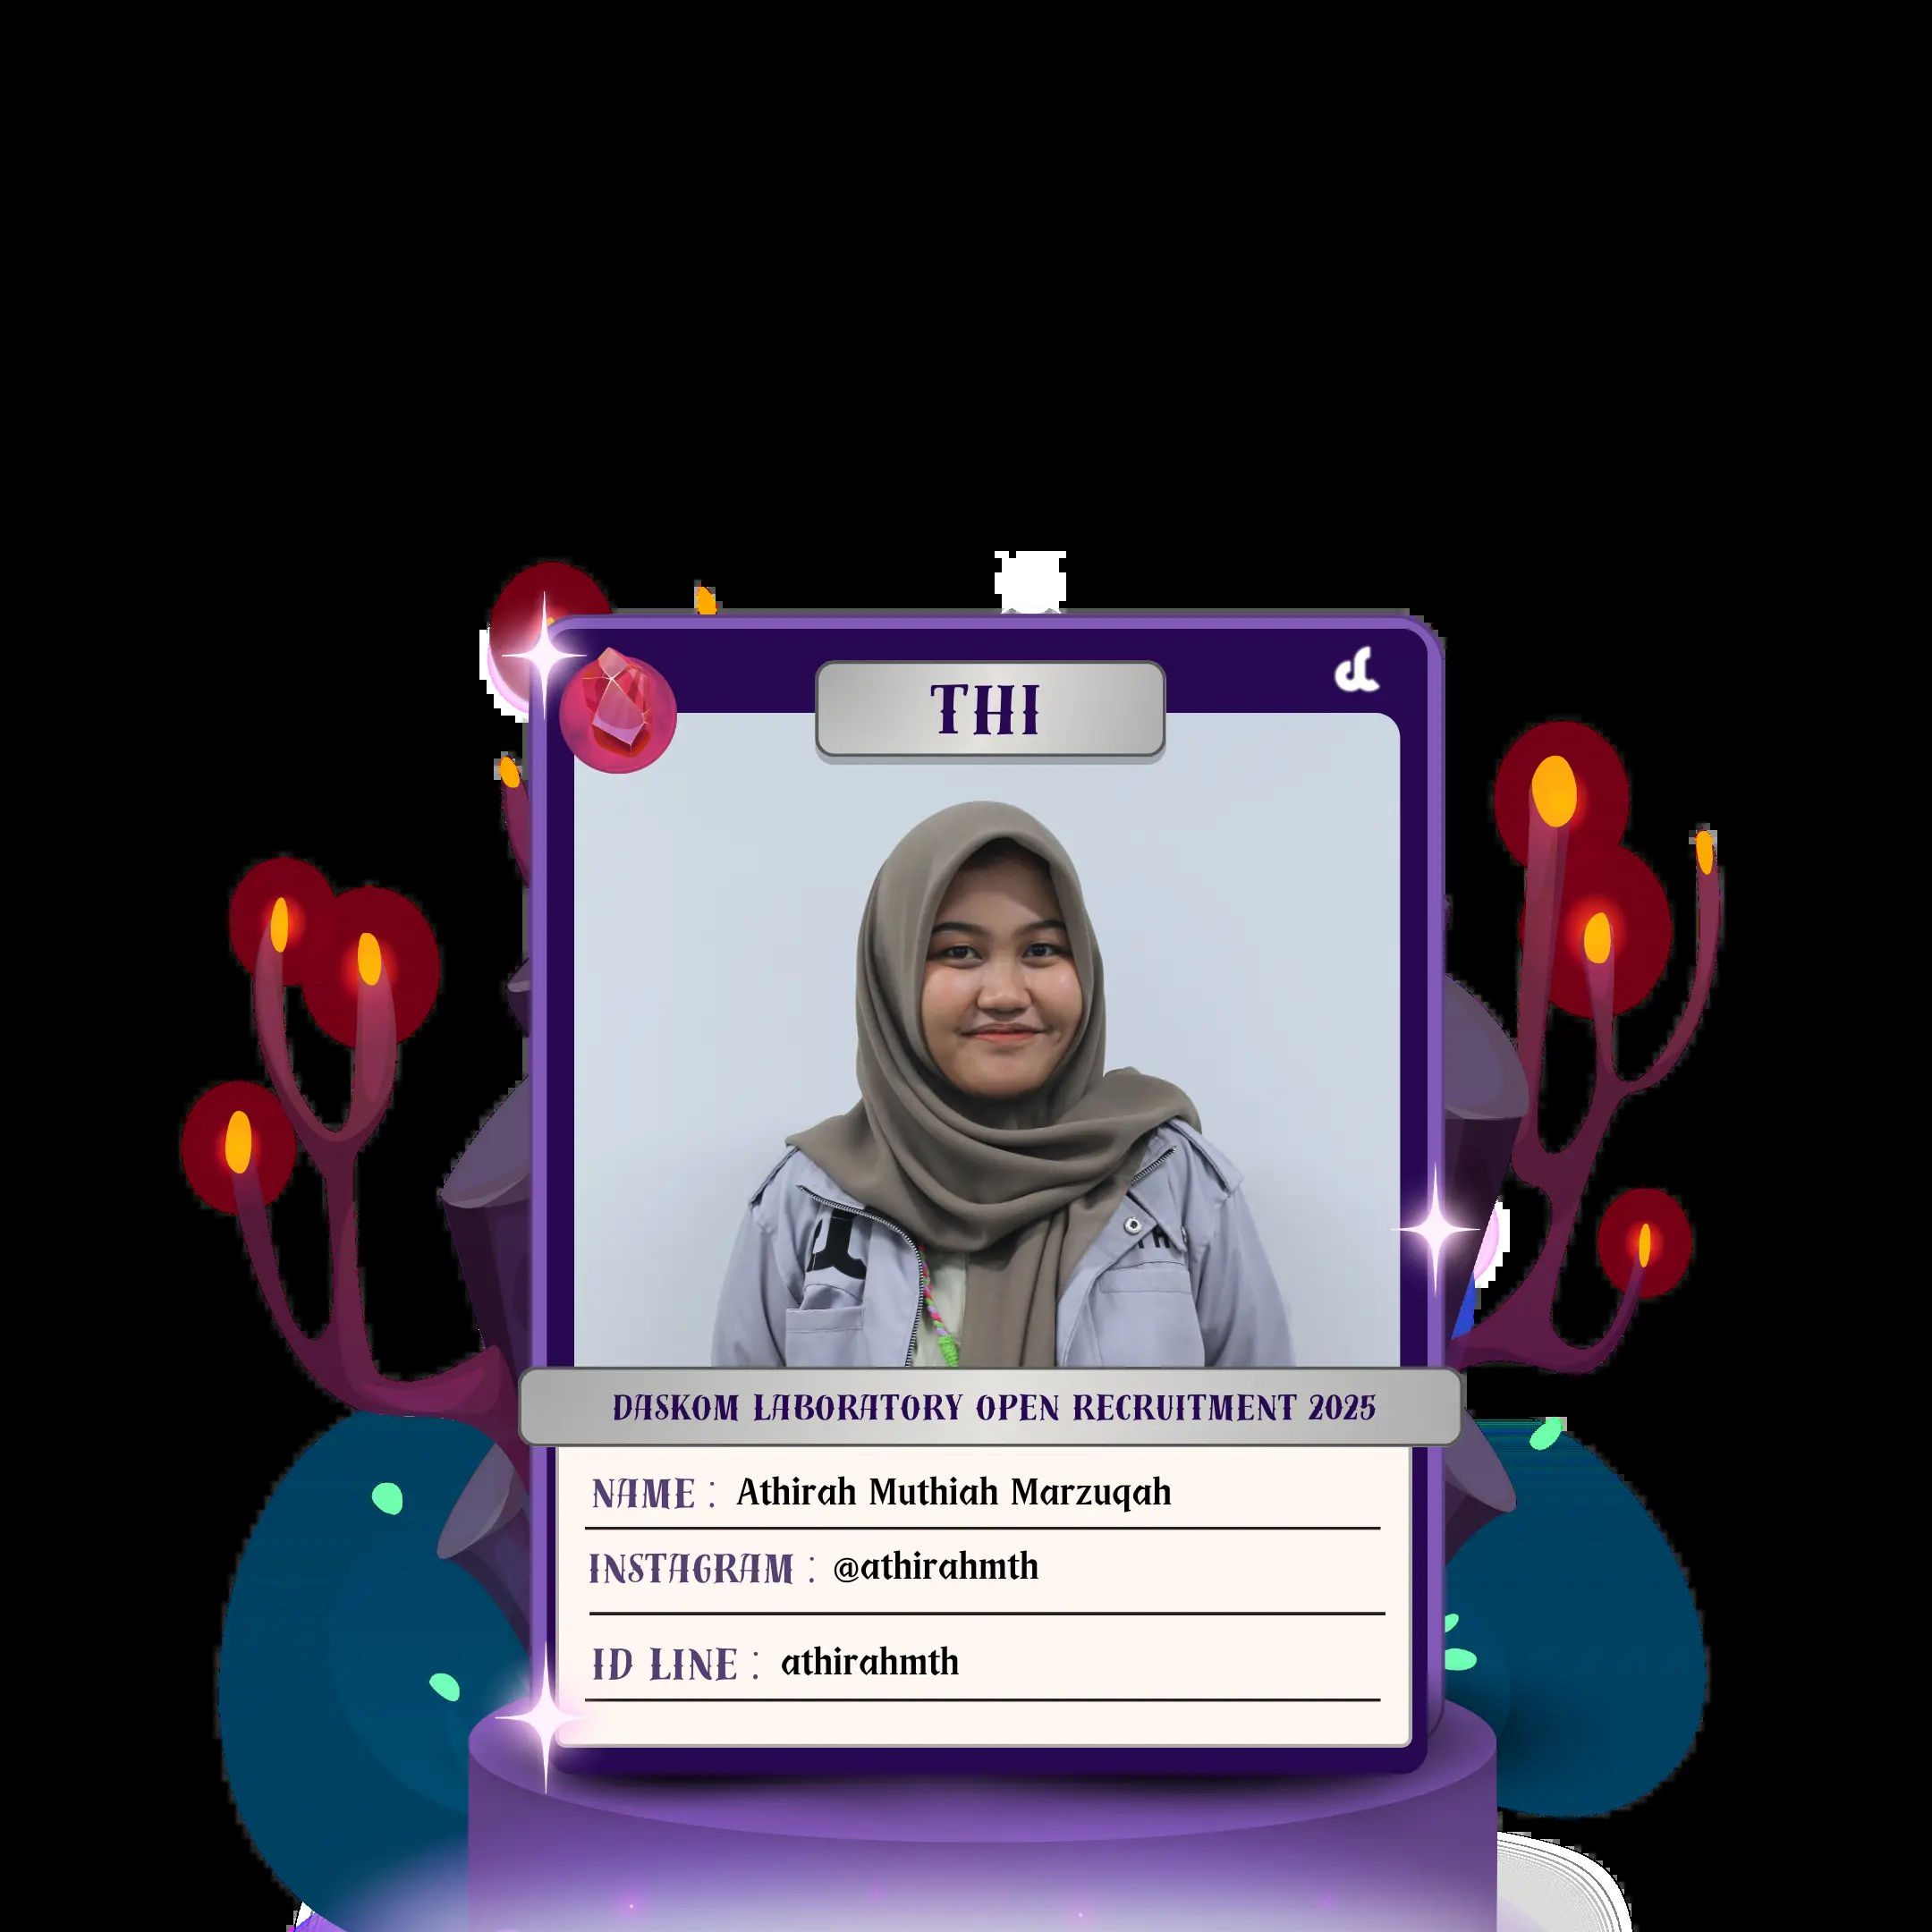 THI
DASKOM LABORATORY OPEN RECRUITMENT 2025
NAME : Athirah Muthiah Marzuqah
INSTAGRAM : @athirahmth
ID LINE : athirahmth